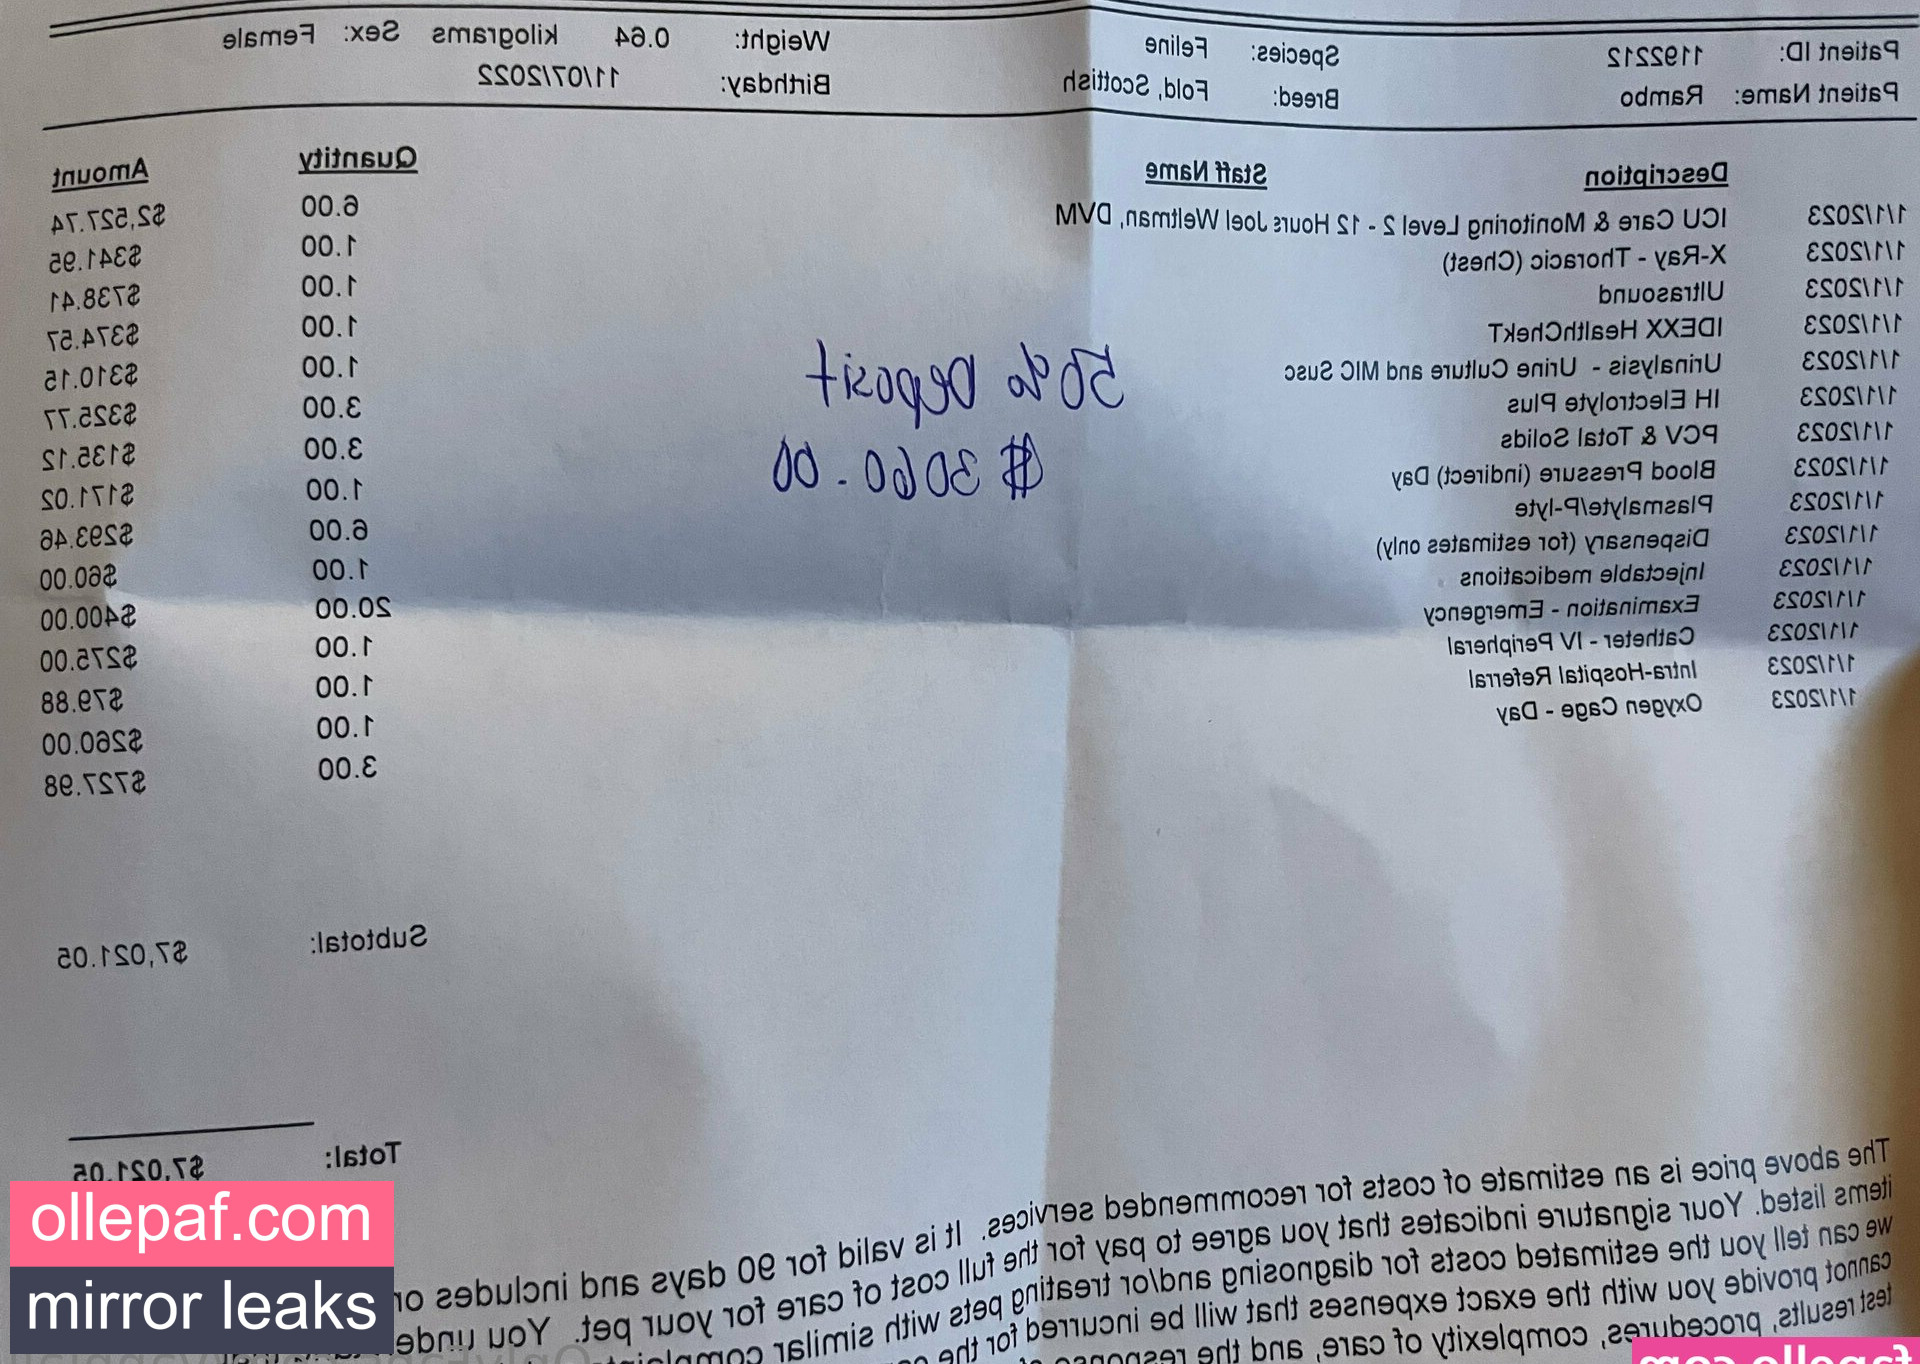 Patient ID: 1192212 Species: Feline Weight: 0.64 kilograms Sex: Female
Patient Name: Rambo Breed: Fold, Scottish Birthday: 11/07/2022
Description Staff Name Quantity Amount
1/1/2023 ICU Care & Monitoring Level 2 - 12 Hours Joel Weltman, DVM 6.00 $2,527.74
1/1/2023 X-Ray - Thoracic (Chest) 1.00 $341.95
1/1/2023 Ultrasound 1.00 $738.41
1/1/2023 IDEXX HealthChekT 1.00 $374.57
1/1/2023 Urinalysis - Urine Culture and MIC Susc 1.00 $310.15
1/1/2023 IH Electrolyte Plus 3.00 $325.77
1/1/2023 PCV & Total Solids 3.00 $135.12
1/1/2023 Blood Pressure (indirect) Day 1.00 $171.02
1/1/2023 Plasmalyte/P-lyte 6.00 $293.46
1/1/2023 Dispensary (for estimates only) 1.00 $60.00
1/1/2023 Injectable medications 20.00 $400.00
1/1/2023 Examination - Emergency 1.00 $275.00
1/1/2023 Catheter - IV Peripheral 1.00 $79.88
1/1/2023 Intra-Hospital Referral 1.00 $260.00
1/1/2023 Oxygen Cage - Day 3.00 $727.98
50% Deposit
$3060.00
Subtotal: $7,021.05
Total: $7,021.05
The above price is an estimate of costs for recommended services. It is valid for 90 days and includes
items listed. Your signature indicates that you agree to pay for the full cost of care for your pet. You
we can tell you the estimated costs for diagnosing and/or treating pets with similar
cannot provide you with the exact expenses that will be incurred for the
test results, procedures, complexity of care, and the
ollepaf.com
mirror leaks